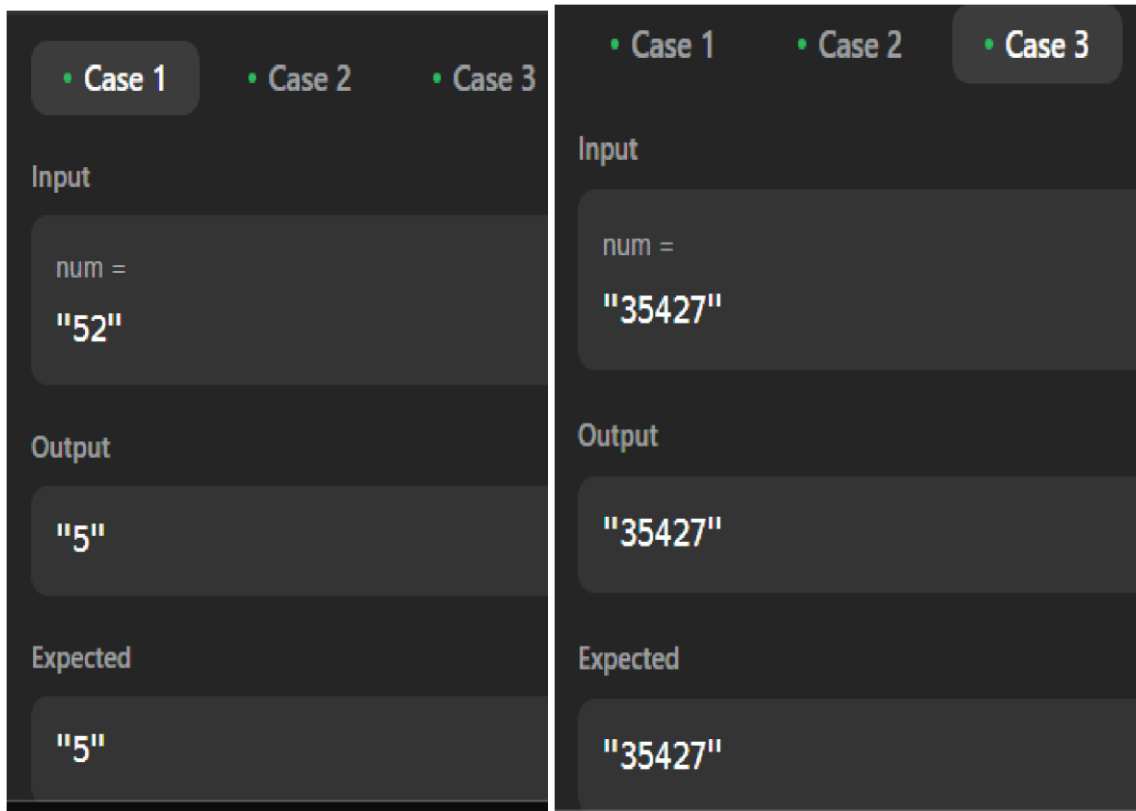 Case 1 Case 2 Case 3
Input
num =
"52"
Output
"5"
Expected
"5"
Case 1 Case 2 Case 3
Input
num =
"35427"
Output
"35427"
Expected
"35427"